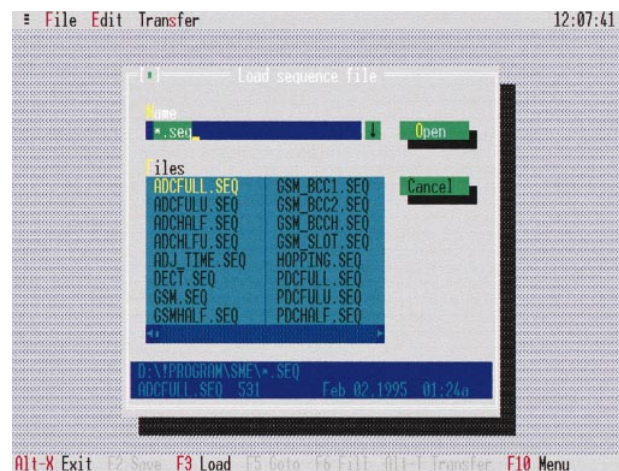 ≡ File Edit Transfer 12:07:41
[■] Load sequence file
Name
*.seq ↓ Open
Files
ADCFULL.SEQ GSM_BCC1.SEQ Cancel
ADCFULU.SEQ GSM_BCC2.SEQ
ADCHALF.SEQ GSM_BCCH.SEQ
ADCHLFU.SEQ GSM_SLOT.SEQ
ADJ_TIME.SEQ HOPPING.SEQ
DECT.SEQ PDCFULL.SEQ
GSM.SEQ PDCFULU.SEQ
GSMHALF.SEQ PDCHALF.SEQ
D:\!PROGRAM\SME\*.SEQ
ADCFULL.SEQ 531 Feb 02,1995 01:24a
Alt-X Exit F2 Save F3 Load F5 Goto F6 Fill Alt-T Transfer F10 Menu